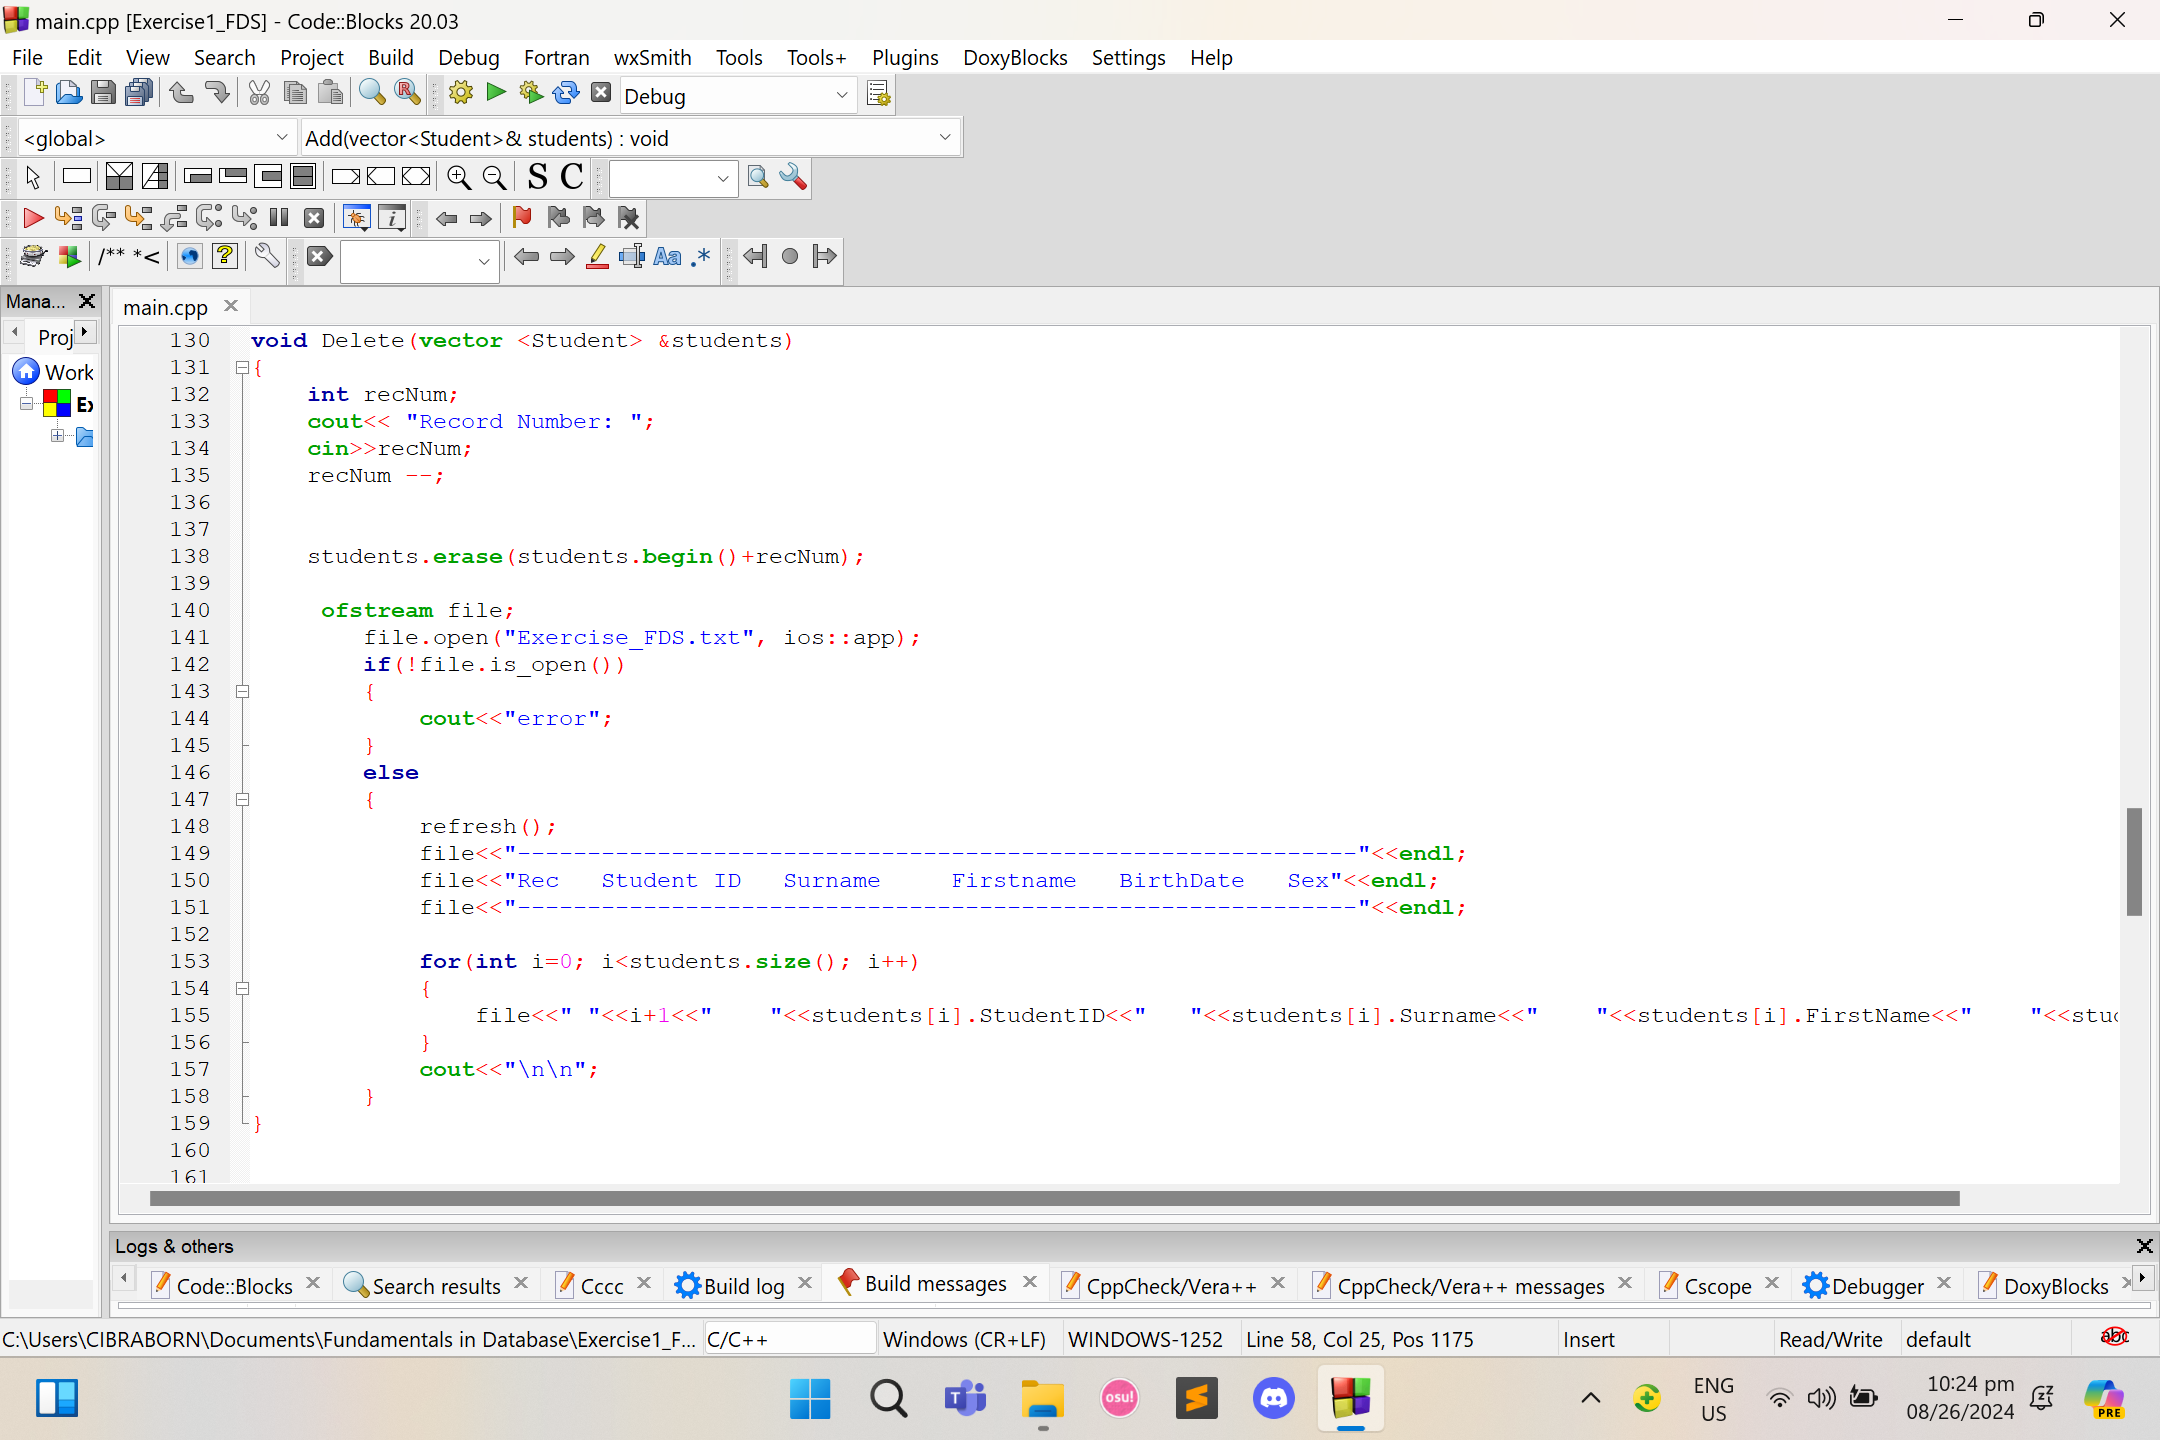 main.cpp [Exercise1_FDS] - Code::Blocks 20.03
File Edit View Search Project Build Debug Fortran wxSmith Tools Tools+ Plugins DoxyBlocks Settings Help
Debug
<global> Add(vector<Student>& students) : void
S C
/** *<
Aa .*
Mana...
main.cpp
Proj
Work
Ex
130 void Delete(vector <Student> &students)
131 {
132     int recNum;
133     cout<< "Record Number: ";
134     cin>>recNum;
135     recNum --;
136
137
138     students.erase(students.begin()+recNum);
139
140      ofstream file;
141         file.open("Exercise_FDS.txt", ios::app);
142         if(!file.is_open())
143         {
144             cout<<"error";
145         }
146         else
147         {
148             refresh();
149             file<<"------------------------------------------------------------"<<endl;
150             file<<"Rec   Student ID   Surname     Firstname   BirthDate   Sex"<<endl;
151             file<<"------------------------------------------------------------"<<endl;
152
153             for(int i=0; i<students.size(); i++)
154             {
155                 file<<" "<<i+1<<"    "<<students[i].StudentID<<"   "<<students[i].Surname<<"    "<<students[i].FirstName<<"    "<<stud
156             }
157             cout<<"\n\n";
158         }
159 }
160
161
Logs & others
Code::Blocks Search results Cccc Build log Build messages CppCheck/Vera++ CppCheck/Vera++ messages Cscope Debugger DoxyBlocks
C:\Users\CIBRABORN\Documents\Fundamentals in Database\Exercise1_F... C/C++ Windows (CR+LF) WINDOWS-1252 Line 58, Col 25, Pos 1175 Insert Read/Write default abc
osu!
ENG
US
10:24 pm
08/26/2024
PRE